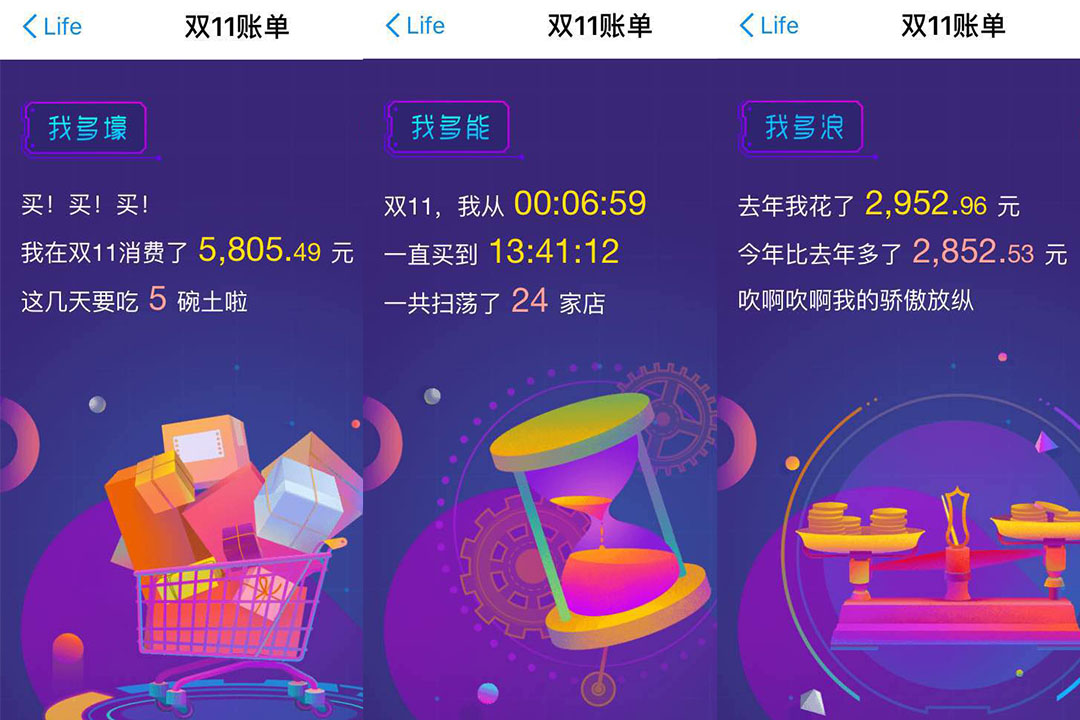 Life
双11账单
我多壕
买！买！买！
我在双11消费了 5,805.49 元
这几天要吃 5 碗土啦
Life
双11账单
我多能
双11，我从 00:06:59
一直买到 13:41:12
一共扫荡了 24 家店
Life
双11账单
我多浪
去年我花了 2,952.96 元
今年比去年多了 2,852.53 元
吹啊吹啊我的骄傲放纵